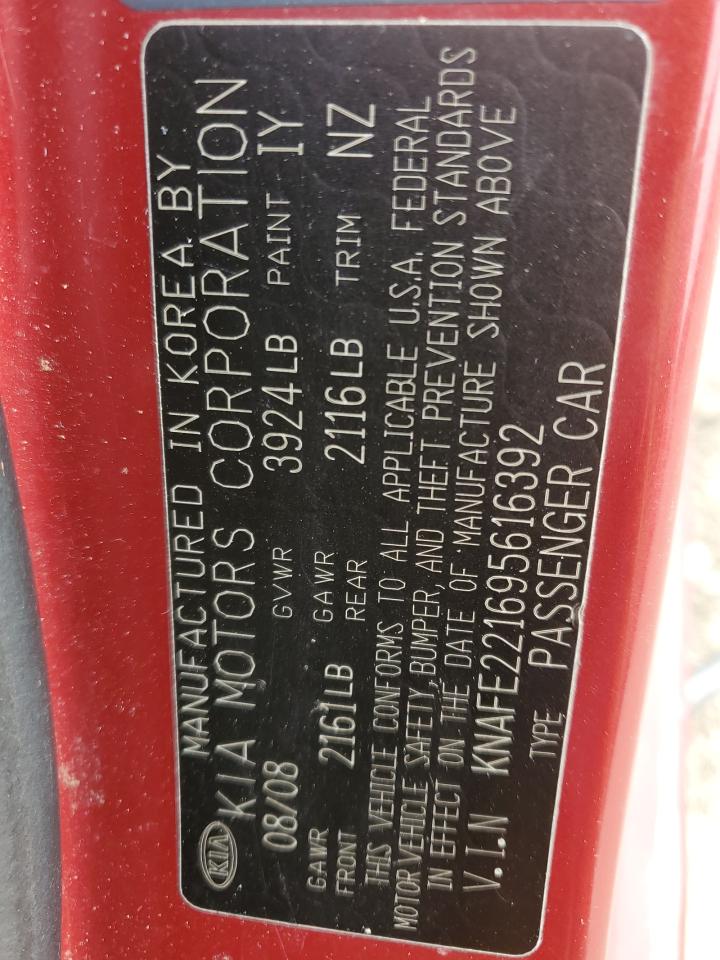 MANUFACTURED IN KOREA BY
KIA KIA MOTORS CORPORATION
08/08 GVWR 3924LB PAINT IY
GAWR FRONT 2161LB GAWR REAR 2116LB TRIM NZ
THIS VEHICLE CONFORMS TO ALL APPLICABLE U.S.A. FEDERAL
MOTOR VEHICLE SAFETY, BUMPER, AND THEFT PREVENTION STANDARDS
IN EFFECT ON THE DATE OF MANUFACTURE SHOWN ABOVE
V.I.N KNAFE221695616392
TYPE PASSENGER CAR